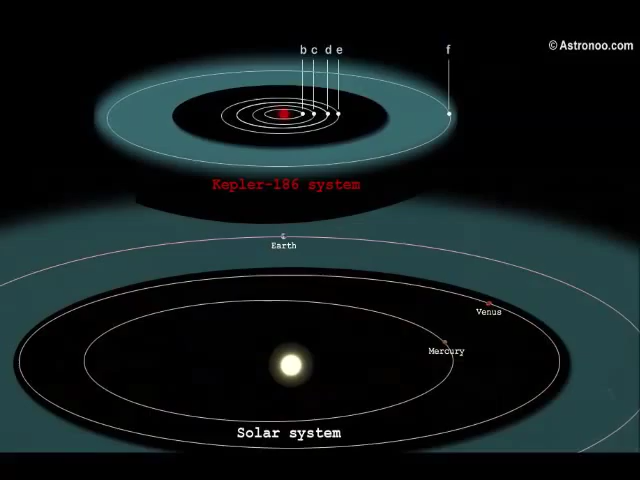 © Astronoo.com
b c d e f
Kepler-186 system
Earth
Venus
Mercury
Solar system